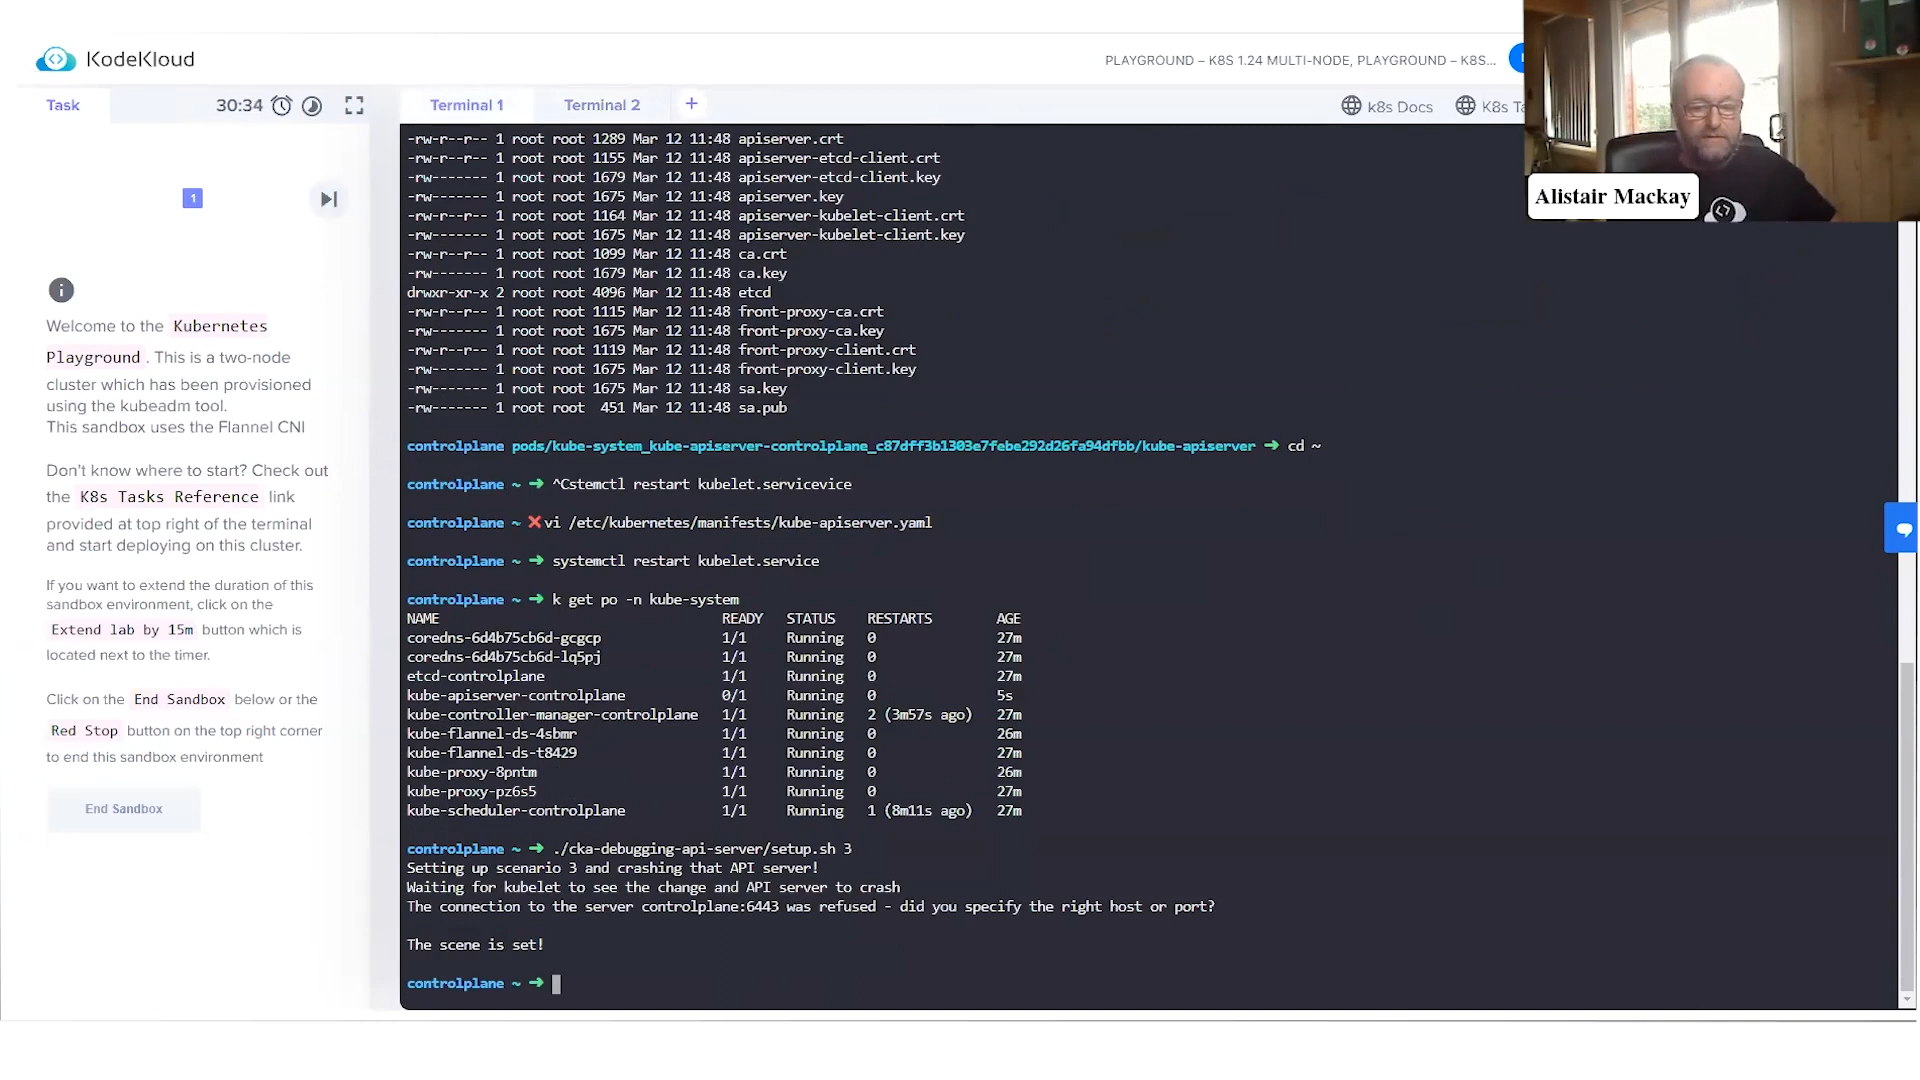 KodeKloud
PLAYGROUND – K8S 1.24 MULTI-NODE, PLAYGROUND – K8S...
Task
30:34
Terminal 1
Terminal 2
+
k8s Docs
K8s Ta
Alistair Mackay
1
Welcome to the Kubernetes
Playground . This is a two-node
cluster which has been provisioned
using the kubeadm tool.
This sandbox uses the Flannel CNI
Don't know where to start? Check out
the K8s Tasks Reference link
provided at top right of the terminal
and start deploying on this cluster.
If you want to extend the duration of this
sandbox environment, click on the
Extend lab by 15m button which is
located next to the timer.
Click on the End Sandbox below or the
Red Stop button on the top right corner
to end this sandbox environment
End Sandbox
-rw-r--r-- 1 root root 1289 Mar 12 11:48 apiserver.crt
-rw-r--r-- 1 root root 1155 Mar 12 11:48 apiserver-etcd-client.crt
-rw------- 1 root root 1679 Mar 12 11:48 apiserver-etcd-client.key
-rw------- 1 root root 1675 Mar 12 11:48 apiserver.key
-rw-r--r-- 1 root root 1164 Mar 12 11:48 apiserver-kubelet-client.crt
-rw------- 1 root root 1675 Mar 12 11:48 apiserver-kubelet-client.key
-rw-r--r-- 1 root root 1099 Mar 12 11:48 ca.crt
-rw------- 1 root root 1679 Mar 12 11:48 ca.key
drwxr-xr-x 2 root root 4096 Mar 12 11:48 etcd
-rw-r--r-- 1 root root 1115 Mar 12 11:48 front-proxy-ca.crt
-rw------- 1 root root 1675 Mar 12 11:48 front-proxy-ca.key
-rw-r--r-- 1 root root 1119 Mar 12 11:48 front-proxy-client.crt
-rw------- 1 root root 1675 Mar 12 11:48 front-proxy-client.key
-rw------- 1 root root 1675 Mar 12 11:48 sa.key
-rw------- 1 root root  451 Mar 12 11:48 sa.pub
controlplane pods/kube-system_kube-apiserver-controlplane_c87dff3b1303e7febe292d26fa94dfbb/kube-apiserver ➜ cd ~
controlplane ~ ➜ ^Cstemctl restart kubelet.servicevice
controlplane ~ ✖ vi /etc/kubernetes/manifests/kube-apiserver.yaml
controlplane ~ ➜ systemctl restart kubelet.service
controlplane ~ ➜ k get po -n kube-system
NAME READY STATUS RESTARTS AGE
coredns-6d4b75cb6d-gcgcp 1/1 Running 0 27m
coredns-6d4b75cb6d-lq5pj 1/1 Running 0 27m
etcd-controlplane 1/1 Running 0 27m
kube-apiserver-controlplane 0/1 Running 0 5s
kube-controller-manager-controlplane 1/1 Running 2 (3m57s ago) 27m
kube-flannel-ds-4sbmr 1/1 Running 0 26m
kube-flannel-ds-t8429 1/1 Running 0 27m
kube-proxy-8pntm 1/1 Running 0 26m
kube-proxy-pz6s5 1/1 Running 0 27m
kube-scheduler-controlplane 1/1 Running 1 (8m11s ago) 27m
controlplane ~ ➜ ./cka-debugging-api-server/setup.sh 3
Setting up scenario 3 and crashing that API server!
Waiting for kubelet to see the change and API server to crash
The connection to the server controlplane:6443 was refused - did you specify the right host or port?
The scene is set!
controlplane ~ ➜